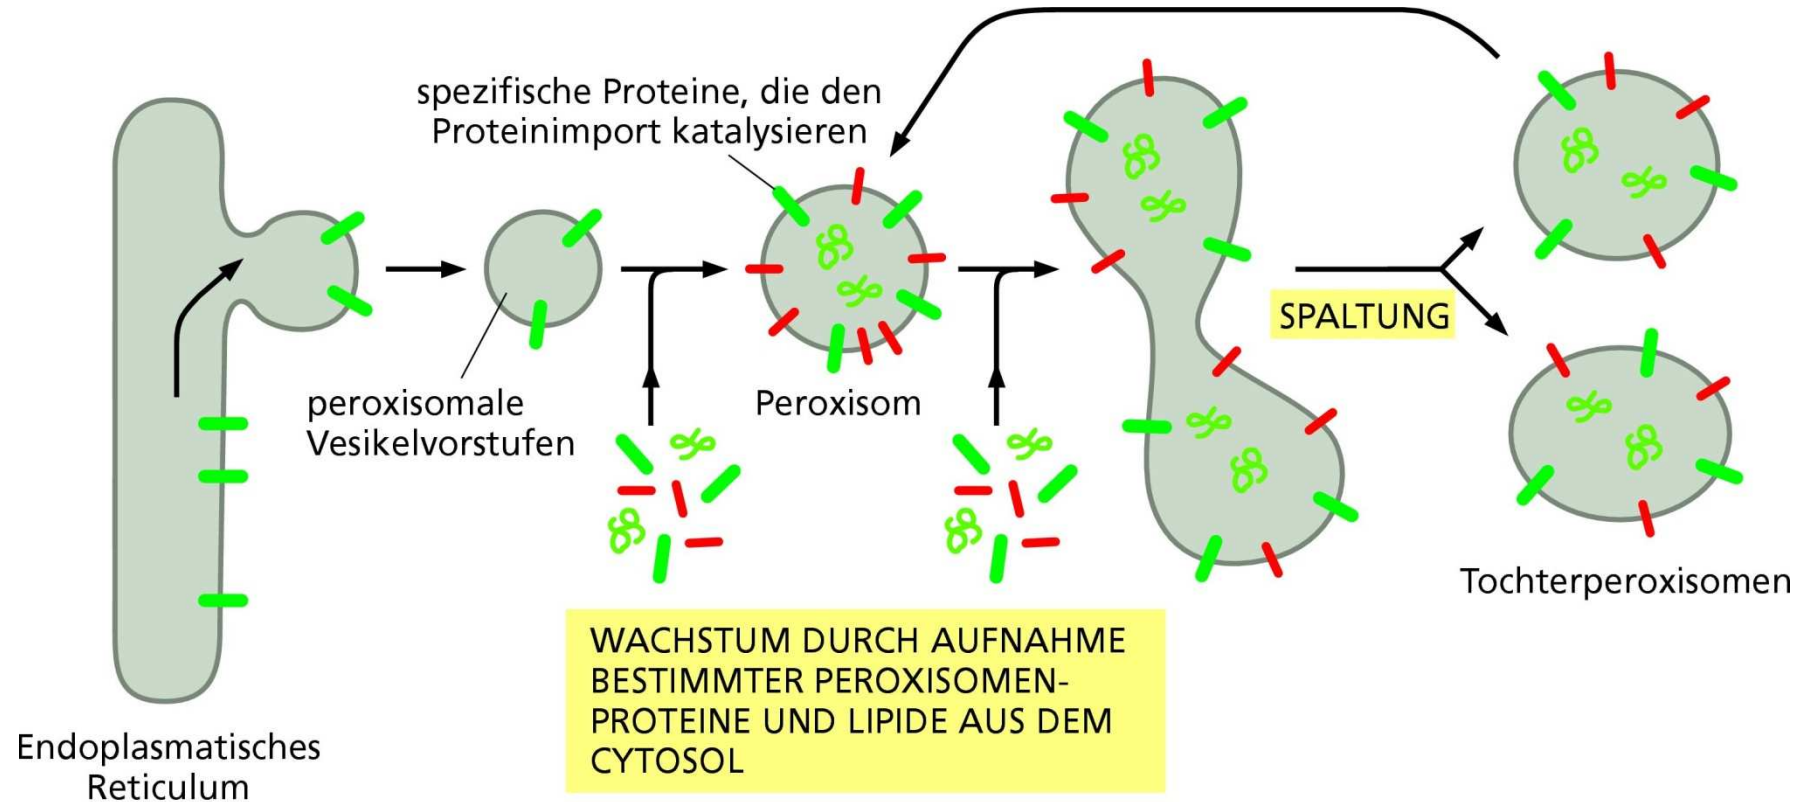 spezifische Proteine, die den
Proteinimport katalysieren
peroxisomale
Vesikelvorstufen
Peroxisom
SPALTUNG
Tochterperoxisomen
WACHSTUM DURCH AUFNAHME
BESTIMMTER PEROXISOMEN-
PROTEINE UND LIPIDE AUS DEM
CYTOSOL
Endoplasmatisches
Reticulum